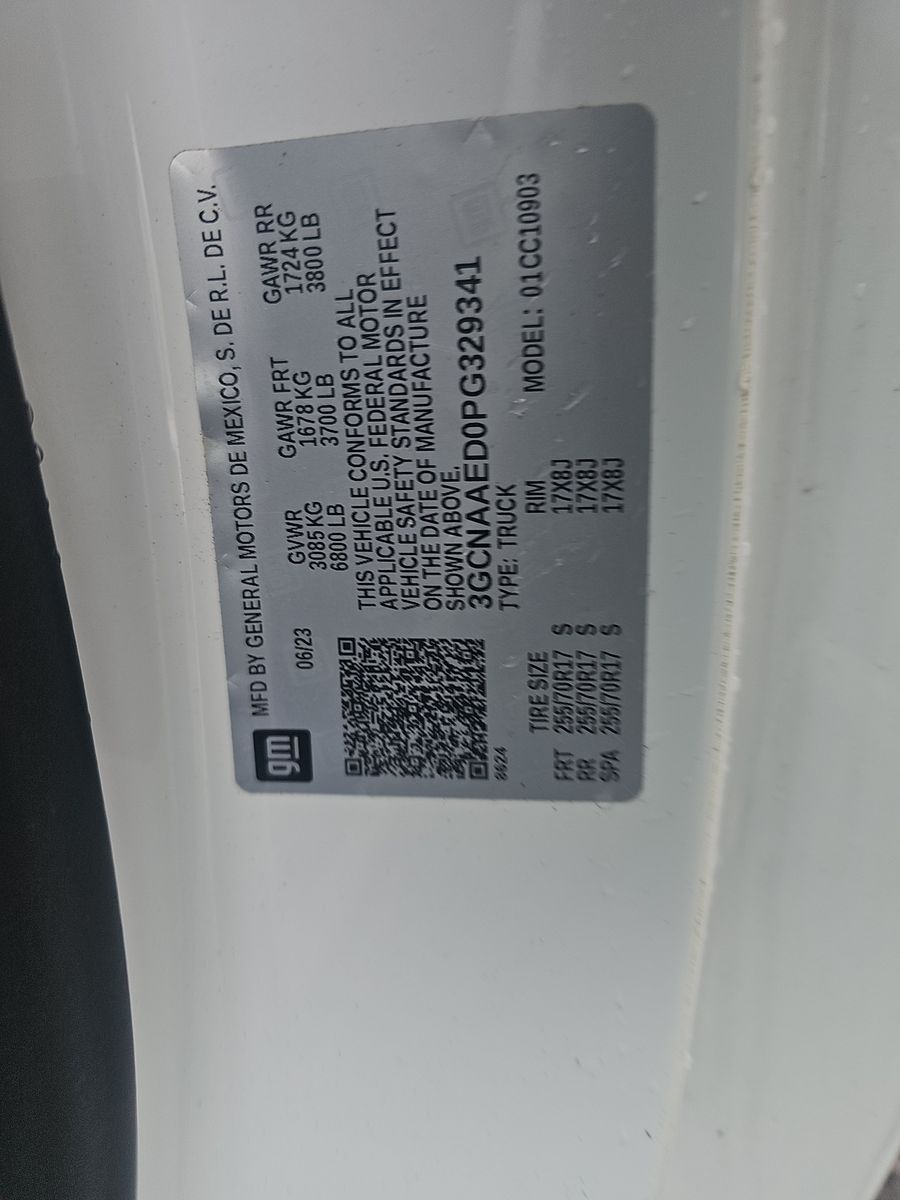 gm MFD BY GENERAL MOTORS DE MEXICO, S. DE R.L. DE C.V.
06/23 GVWR GAWR FRT GAWR RR
3085 KG 1678 KG 1724 KG
6800 LB 3700 LB 3800 LB
THIS VEHICLE CONFORMS TO ALL
APPLICABLE U.S. FEDERAL MOTOR
VEHICLE SAFETY STANDARDS IN EFFECT
ON THE DATE OF MANUFACTURE
SHOWN ABOVE.
3GCNAAED0PG329341
8624 TYPE: TRUCK MODEL: 01CC10903
TIRE SIZE RIM
FRT 255/70R17 S 17X8J
RR 255/70R17 S 17X8J
SPA 255/70R17 S 17X8J